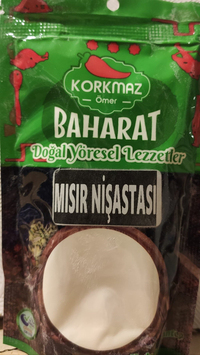 KORKMAZ
Ömer
BAHARAT
Doğal Yöresel Lezzetler
MISIR NİŞASTASI